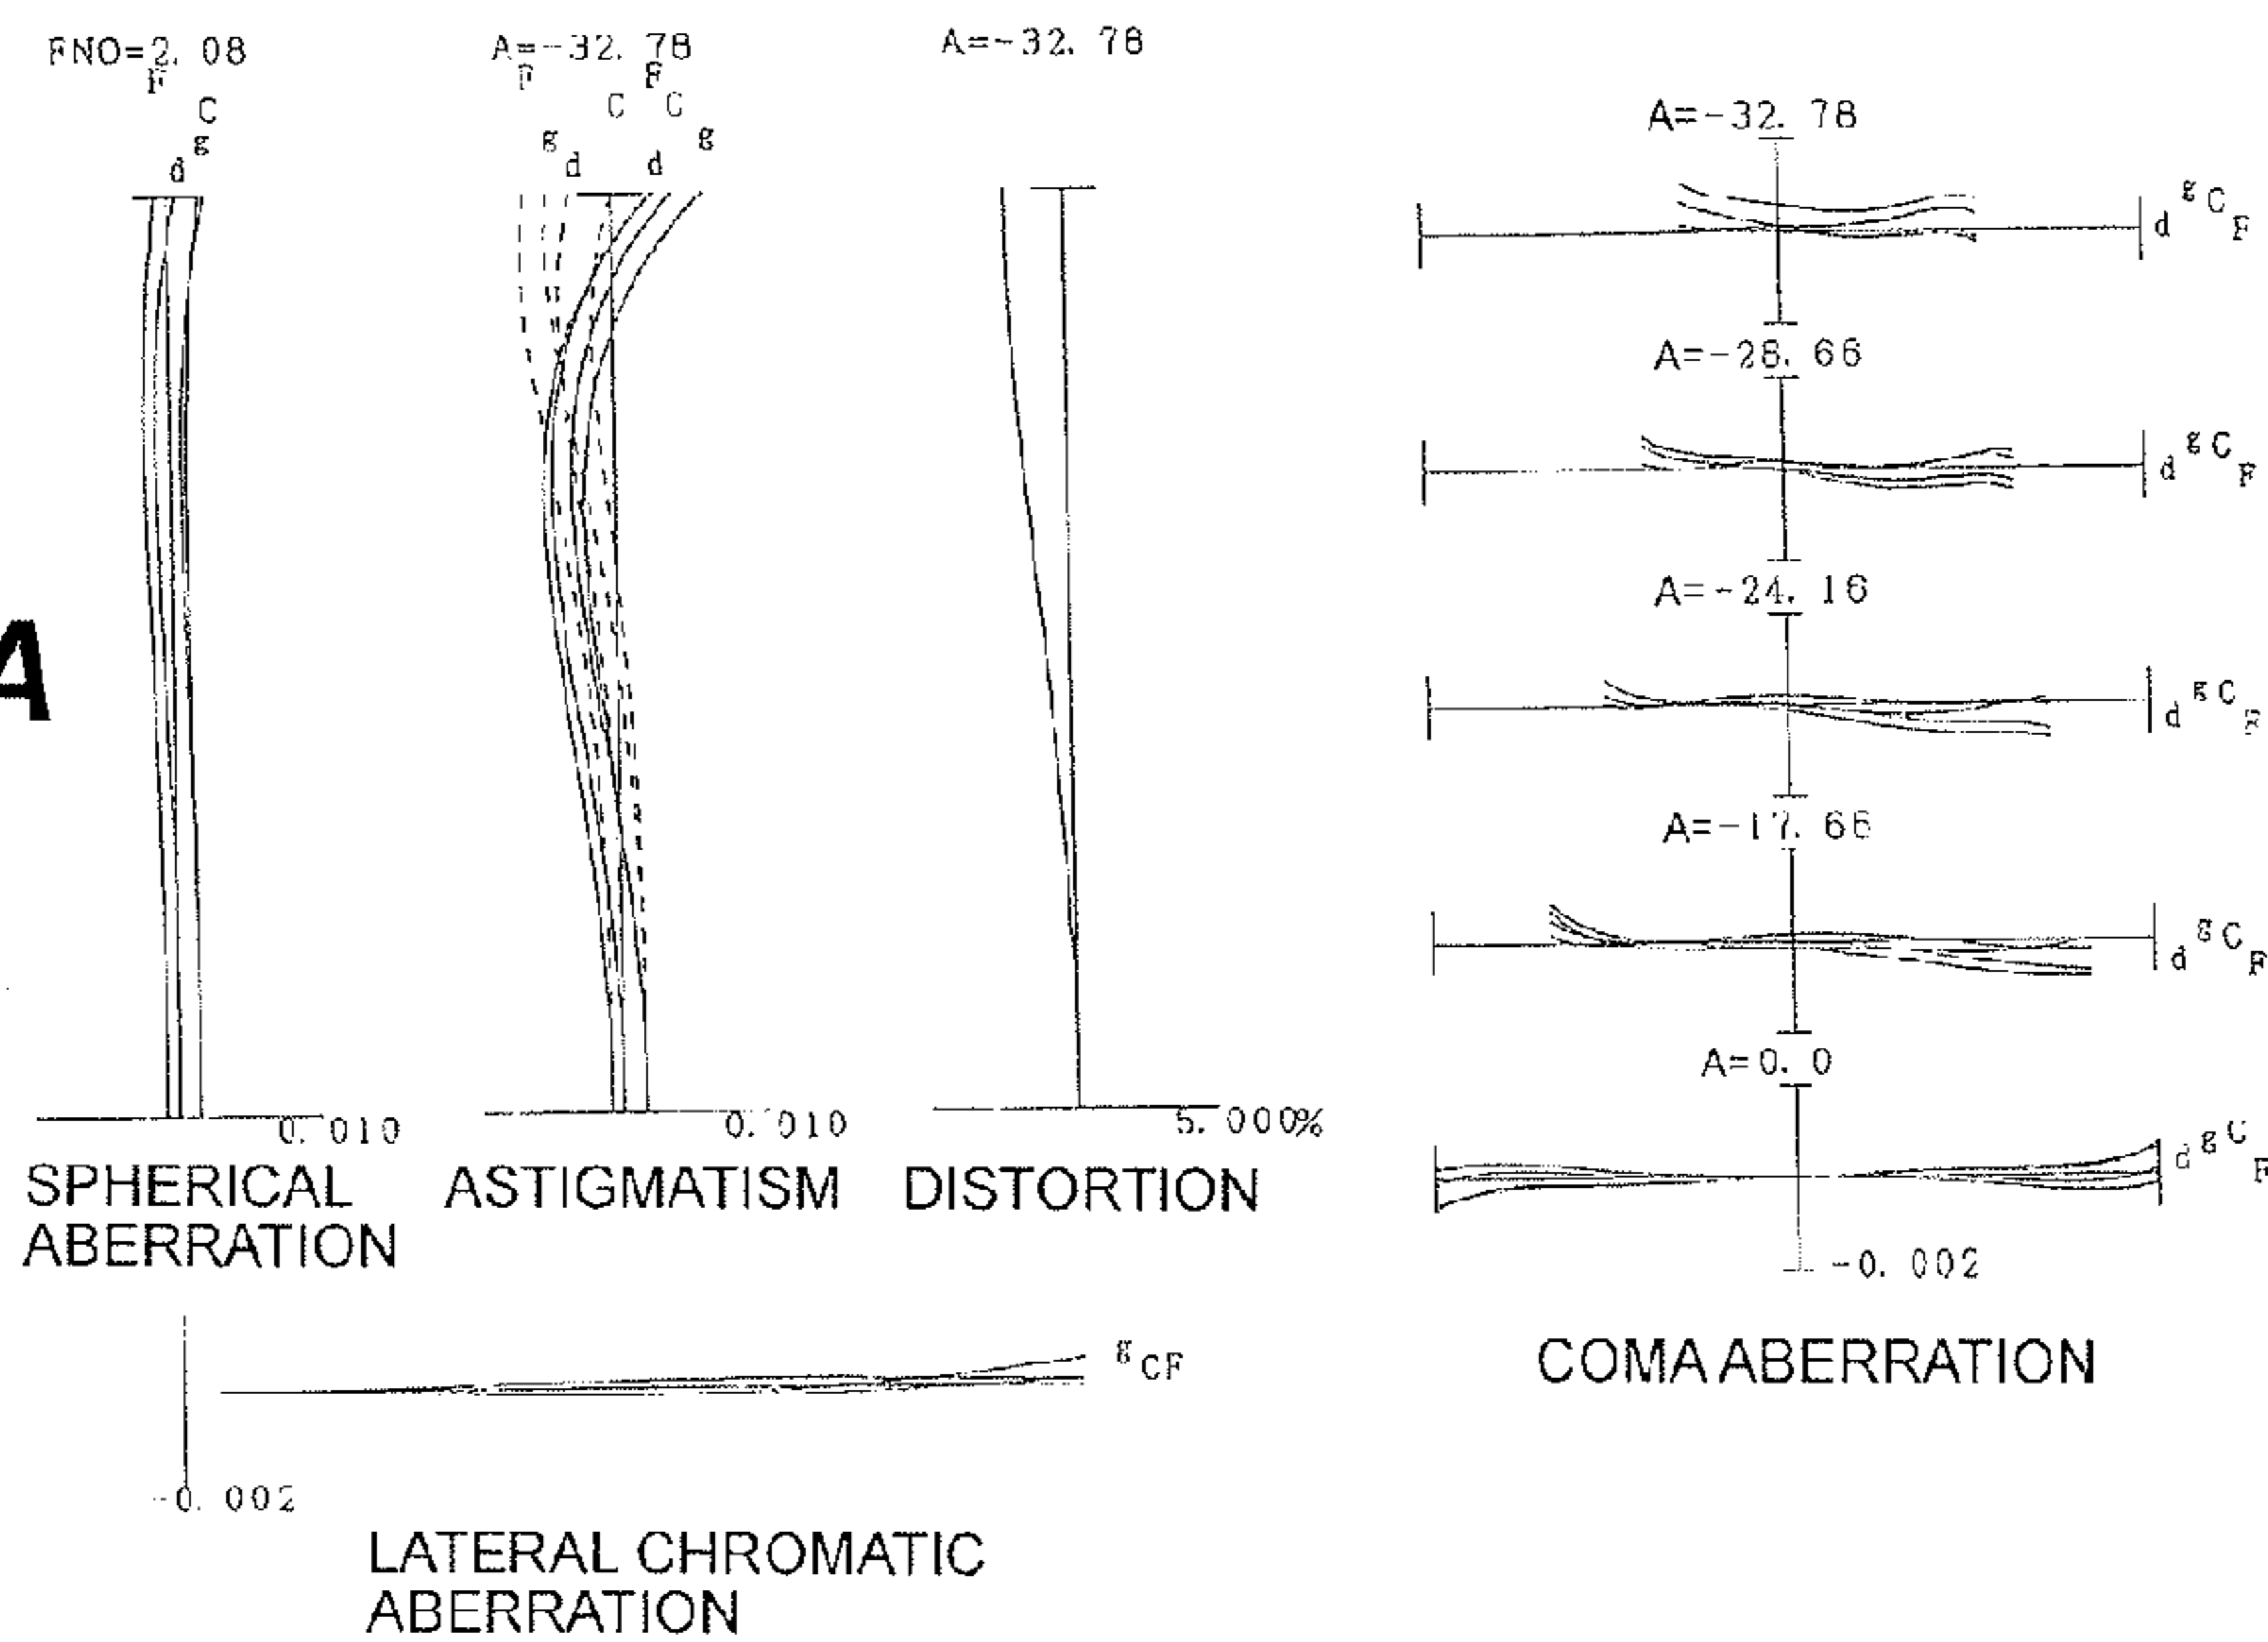 FNO=2. 08
F
C
g
d
A=-32. 78
F F
C C
g g
d d
A=-32. 78
A
0. 010
0. 010
5. 000%
SPHERICAL
ABERRATION
ASTIGMATISM
DISTORTION
A=-32. 78
d g C F
A=-28. 66
d g C F
A=-24. 16
d g C F
A=-17. 66
d g C F
A=0. 0
d g C F
-0. 002
COMA ABERRATION
g C F
-0. 002
LATERAL CHROMATIC
ABERRATION